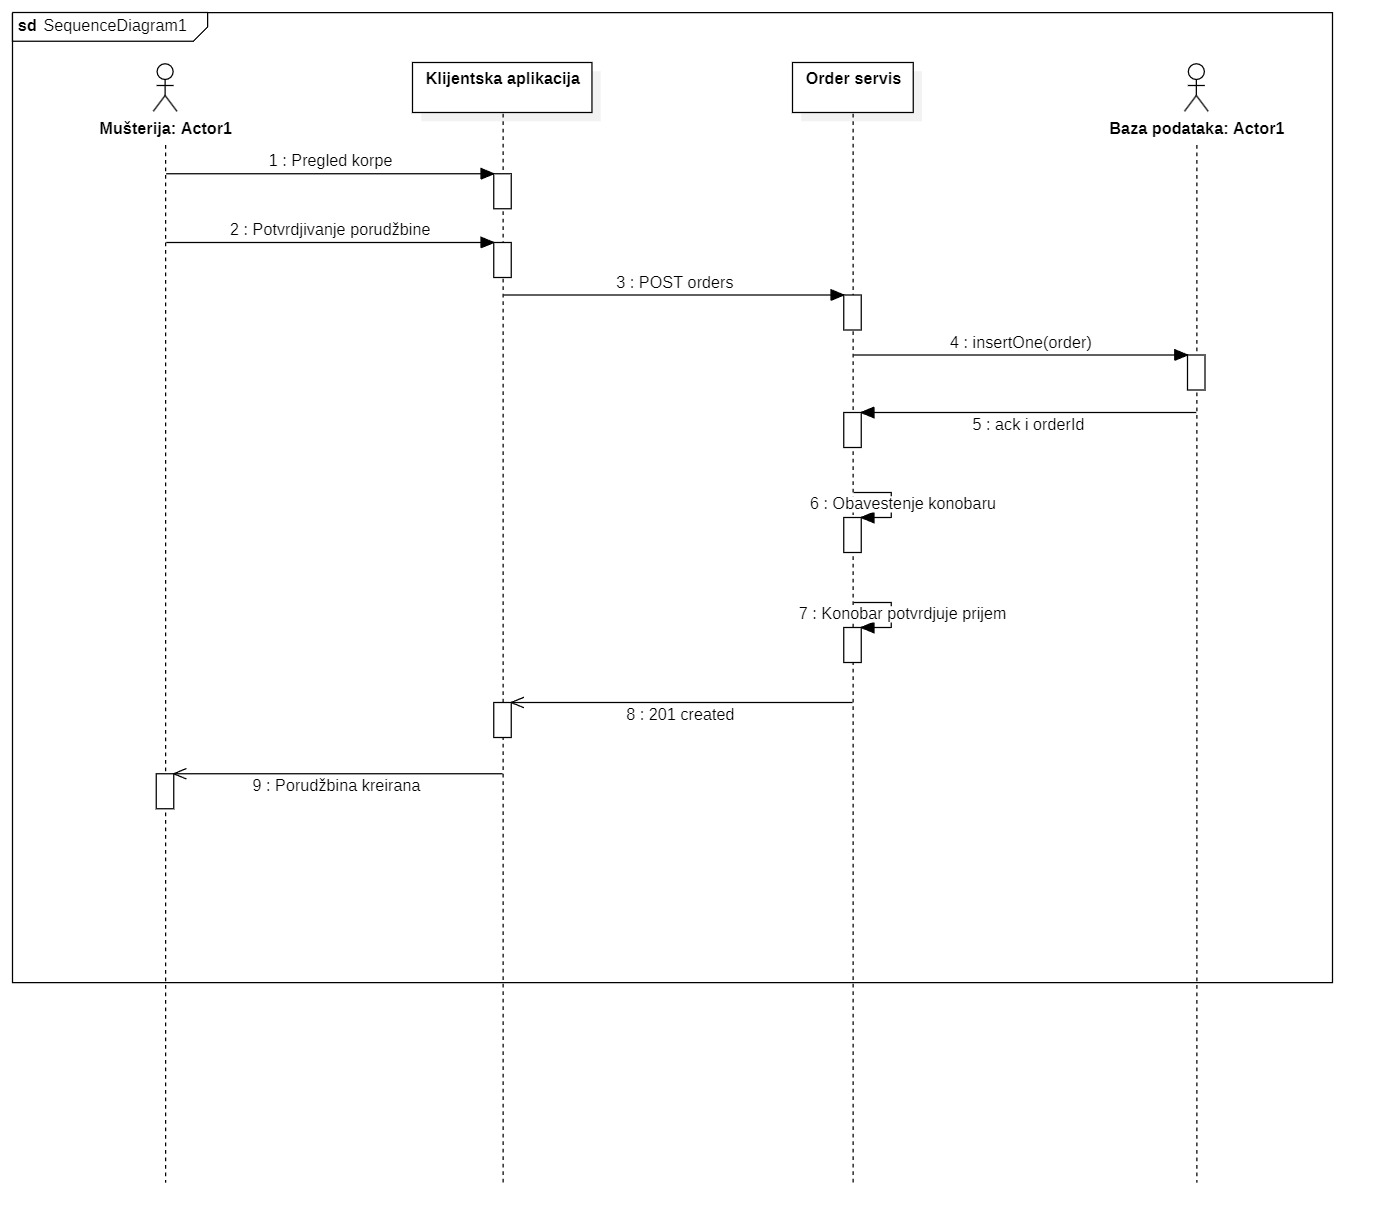 sd SequenceDiagram1
Klijentska aplikacija
Order servis
Mušterija: Actor1
Baza podataka: Actor1
1 : Pregled korpe
2 : Potvrdjivanje porudžbine
3 : POST orders
4 : insertOne(order)
5 : ack i orderId
6 : Obavestenje konobaru
7 : Konobar potvrdjuje prijem
8 : 201 created
9 : Porudžbina kreirana